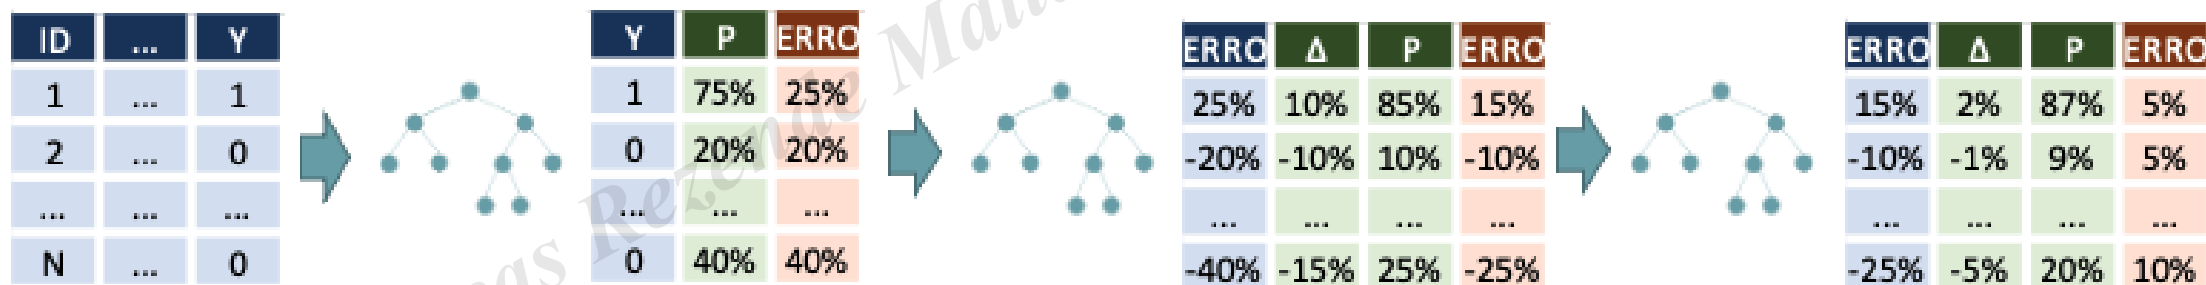 ID ... Y
1 ... 1
2 ... 0
... ... ...
N ... 0
Y P ERRO
1 75% 25%
0 20% 20%
... ... ...
0 40% 40%
ERRO Δ P ERRO
25% 10% 85% 15%
-20% -10% 10% -10%
... ... ... ...
-40% -15% 25% -25%
ERRO Δ P ERRO
15% 2% 87% 5%
-10% -1% 9% 5%
... ... ... ...
-25% -5% 20% 10%
Rezende